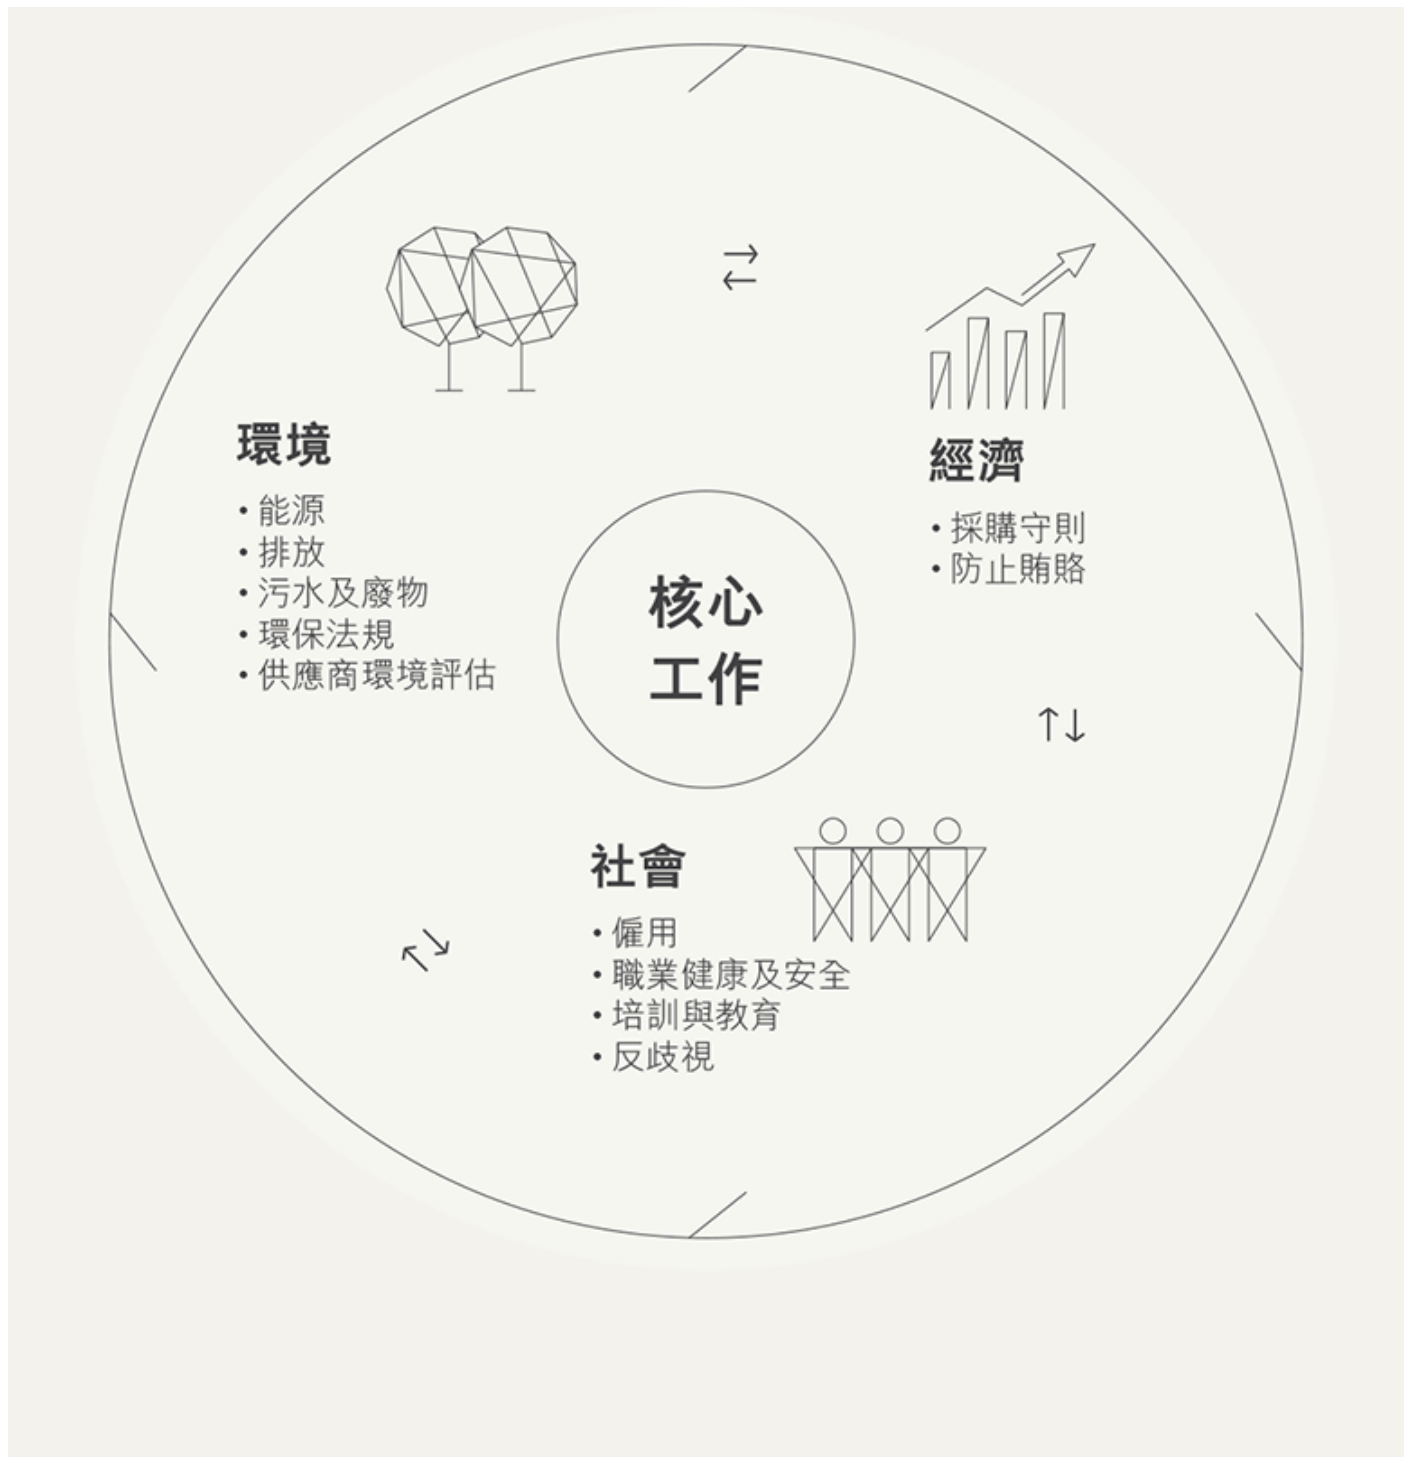 環境
• 能源
• 排放
• 污水及廢物
• 環保法規
• 供應商環境評估
經濟
• 採購守則
• 防止賄賂
核心
工作
社會
• 僱用
• 職業健康及安全
• 培訓與教育
• 反歧視